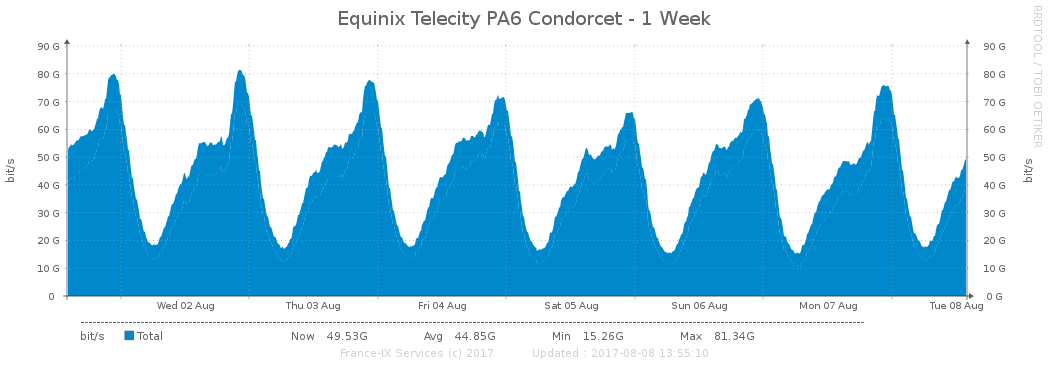 Equinix Telecity PA6 Condorcet - 1 Week
RRDTOOL / TOBI OETIKER
bit/s
90 G
80 G
70 G
60 G
50 G
40 G
30 G
20 G
10 G
0
90 G
80 G
70 G
60 G
50 G
40 G
30 G
20 G
10 G
0 G
bit/s
Wed 02 Aug Thu 03 Aug Fri 04 Aug Sat 05 Aug Sun 06 Aug Mon 07 Aug Tue 08 Aug
bit/s Total Now 49.53G Avg 44.85G Min 15.26G Max 81.34G
France-IX Services (c) 2017 Updated : 2017-08-08 13:55:10